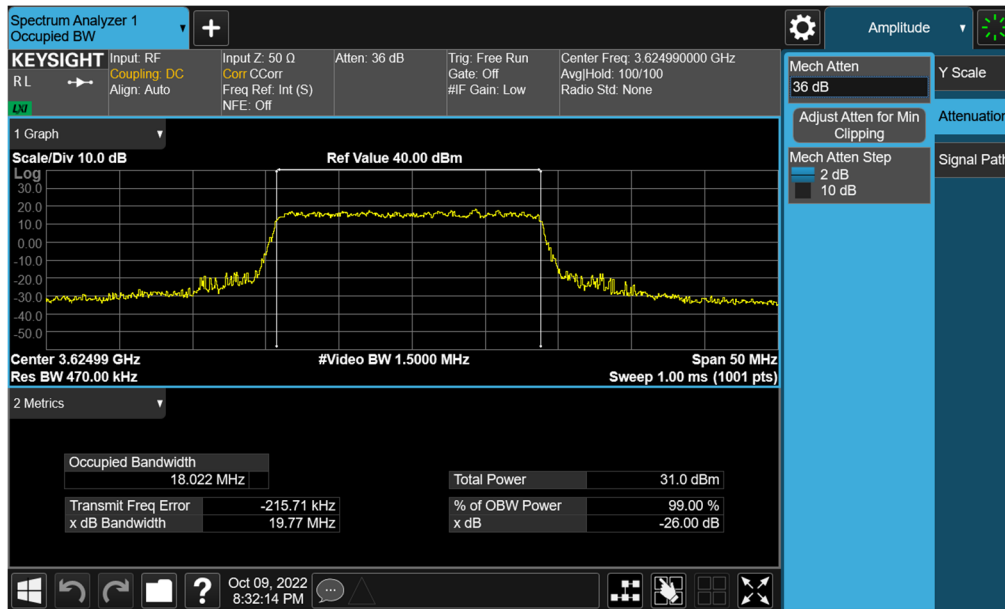 Spectrum Analyzer 1
Occupied BW
Amplitude
KEYSIGHT
R L
LXI
Input: RF
Coupling: DC
Align: Auto
Input Z: 50 Ω
Corr CCorr
Freq Ref: Int (S)
NFE: Off
Atten: 36 dB
Trig: Free Run
Gate: Off
#IF Gain: Low
Center Freq: 3.624990000 GHz
Avg|Hold: 100/100
Radio Std: None
1 Graph
Scale/Div 10.0 dB
Ref Value 40.00 dBm
Log
30.0
20.0
10.0
0.00
-10.0
-20.0
-30.0
-40.0
-50.0
Center 3.62499 GHz
#Video BW 1.5000 MHz
Span 50 MHz
Res BW 470.00 kHz
Sweep 1.00 ms (1001 pts)
2 Metrics
Occupied Bandwidth
18.022 MHz
Total Power 31.0 dBm
Transmit Freq Error -215.71 kHz
% of OBW Power 99.00 %
x dB Bandwidth 19.77 MHz
x dB -26.00 dB
Mech Atten
36 dB
Adjust Atten for Min
Clipping
Mech Atten Step
2 dB
10 dB
Y Scale
Attenuation
Signal Path
?
Oct 09, 2022
8:32:14 PM